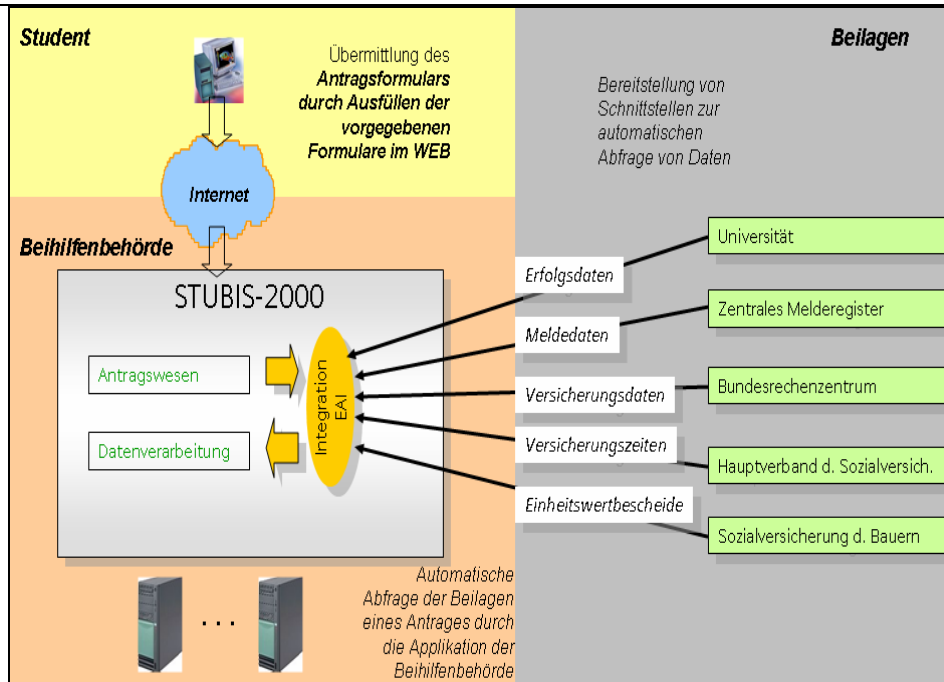 Student
Übermittlung des
Antragsformulars
durch Ausfüllen der
vorgegebenen
Formulare im WEB
Internet
Beilagen
Bereitstellung von
Schnittstellen zur
automatischen
Abfrage von Daten
Beihilfenbehörde
STUBIS-2000
Antragswesen
Datenverarbeitung
Integration
EAI
Erfolgsdaten
Meldedaten
Versicherungsdaten
Versicherungszeiten
Einheitswertbescheide
Universität
Zentrales Melderegister
Bundesrechenzentrum
Hauptverband d. Sozialversich.
Sozialversicherung d. Bauern
...
Automatische
Abfrage der Beilagen
eines Antrages durch
die Applikation der
Beihilfenbehörde